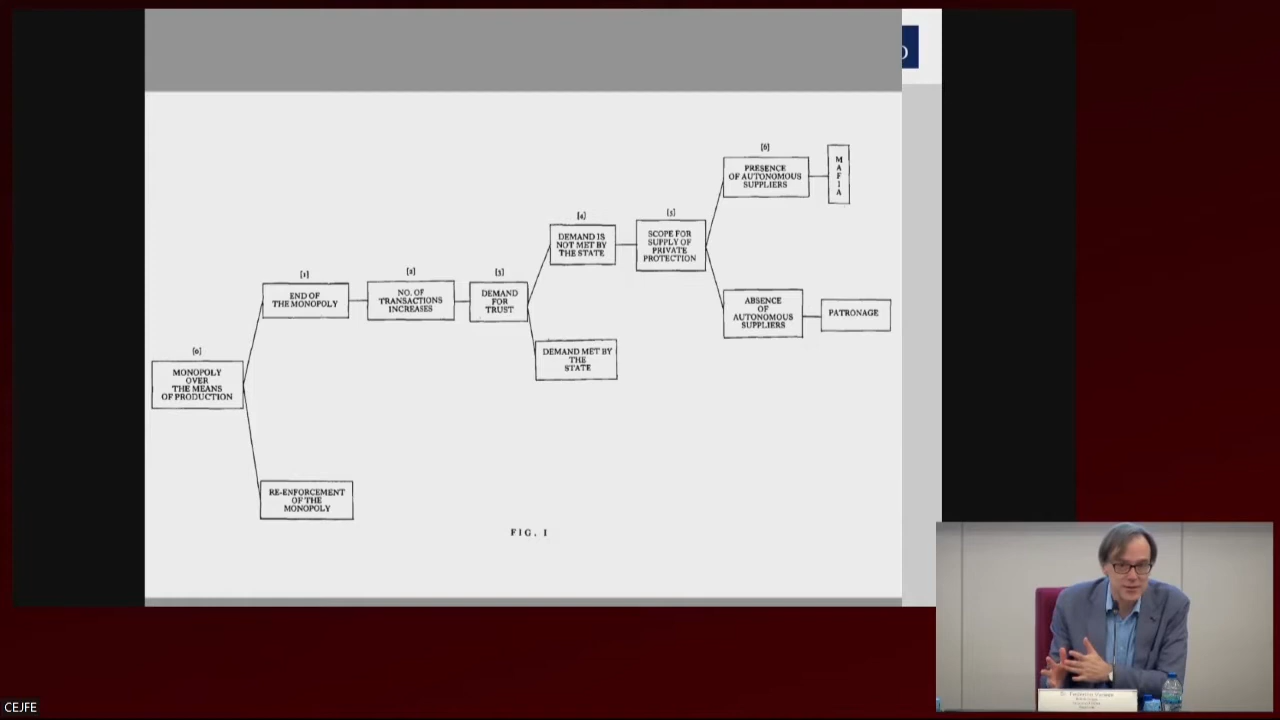 [6]
PRESENCE
OF AUTONOMOUS
SUPPLIERS
MAFIA
[4]
DEMAND IS
NOT MET BY
THE STATE
[5]
SCOPE FOR
SUPPLY OF
PRIVATE
PROTECTION
[1]
END OF
THE MONOPOLY
[2]
NO. OF
TRANSACTIONS
INCREASES
[3]
DEMAND
FOR
TRUST
ABSENCE
OF
AUTONOMOUS
SUPPLIERS
PATRONAGE
DEMAND MET BY
THE
STATE
[0]
MONOPOLY
OVER
THE MEANS
OF PRODUCTION
RE-ENFORCEMENT
OF THE
MONOPOLY
FIG. I
CEJFE